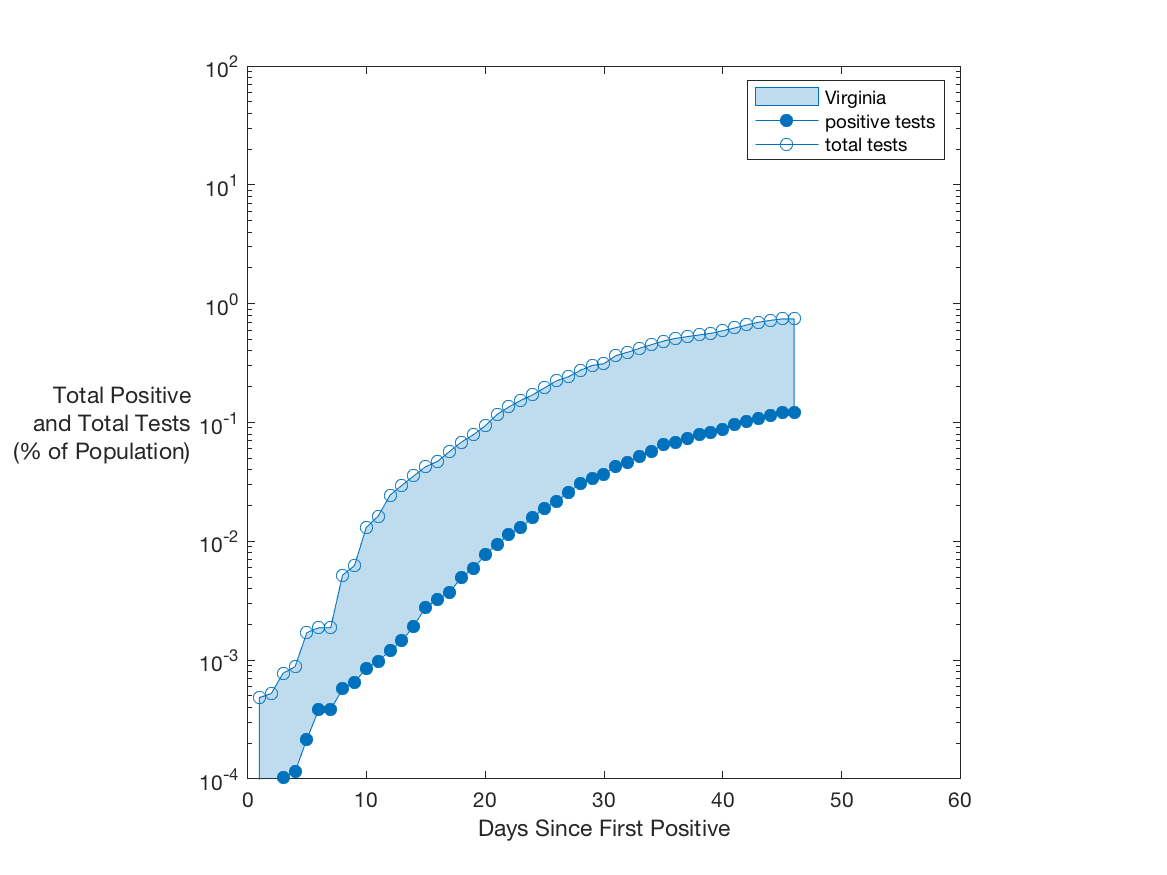 10^2
10^1
10^0
10^-1
10^-2
10^-3
10^-4
Total Positive
and Total Tests
(% of Population)
Virginia
positive tests
total tests
0 10 20 30 40 50 60
Days Since First Positive